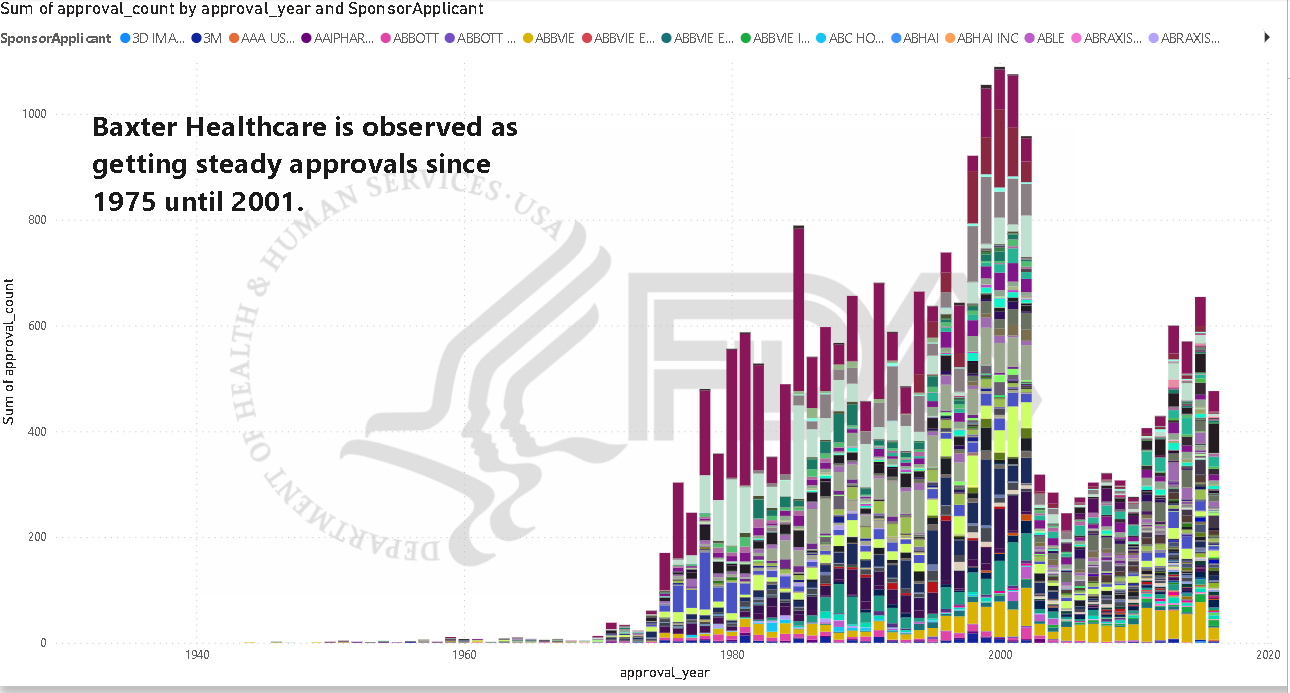 Sum of approval_count by approval_year and SponsorApplicant
SponsorApplicant 3D IMA... 3M AAA US... AAIPHAR... ABBOTT ABBOTT ... ABBVIE ABBVIE E... ABBVIE E... ABBVIE I... ABC HO... ABHAI ABHAI INC ABLE ABRAXIS... ABRAXIS...
Baxter Healthcare is observed as
getting steady approvals since
1975 until 2001.
DEPARTMENT OF HEALTH & HUMAN SERVICES · USA
FDA
Sum of approval_count
1000
800
600
400
200
0
1940 1960 1980 2000 2020
approval_year